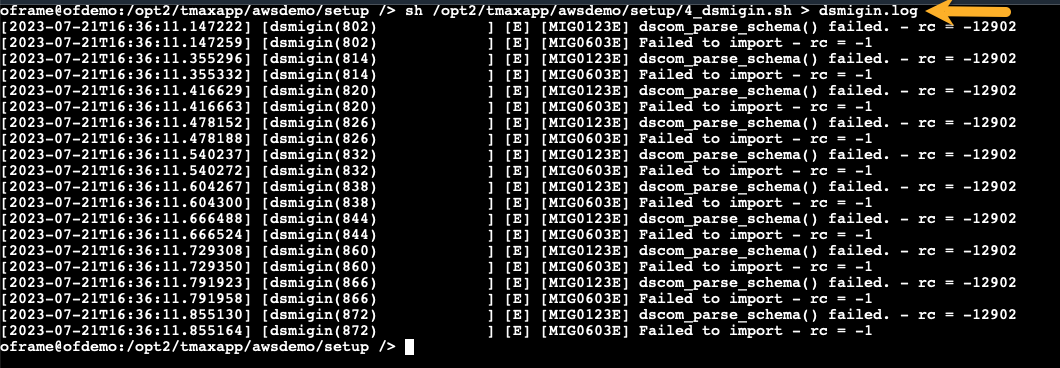 oframe@ofdemo:/opt2/tmaxapp/awsdemo/setup /> sh /opt2/tmaxapp/awsdemo/setup/4_dsmigin.sh > dsmigin.log
[2023-07-21T16:36:11.147222] [dsmigin(802)            ] [E] [MIG0123E] dscom_parse_schema() failed. - rc = -12902
[2023-07-21T16:36:11.147259] [dsmigin(802)            ] [E] [MIG0603E] Failed to import - rc = -1
[2023-07-21T16:36:11.355296] [dsmigin(814)            ] [E] [MIG0123E] dscom_parse_schema() failed. - rc = -12902
[2023-07-21T16:36:11.355332] [dsmigin(814)            ] [E] [MIG0603E] Failed to import - rc = -1
[2023-07-21T16:36:11.416629] [dsmigin(820)            ] [E] [MIG0123E] dscom_parse_schema() failed. - rc = -12902
[2023-07-21T16:36:11.416663] [dsmigin(820)            ] [E] [MIG0603E] Failed to import - rc = -1
[2023-07-21T16:36:11.478152] [dsmigin(826)            ] [E] [MIG0123E] dscom_parse_schema() failed. - rc = -12902
[2023-07-21T16:36:11.478188] [dsmigin(826)            ] [E] [MIG0603E] Failed to import - rc = -1
[2023-07-21T16:36:11.540237] [dsmigin(832)            ] [E] [MIG0123E] dscom_parse_schema() failed. - rc = -12902
[2023-07-21T16:36:11.540272] [dsmigin(832)            ] [E] [MIG0603E] Failed to import - rc = -1
[2023-07-21T16:36:11.604267] [dsmigin(838)            ] [E] [MIG0123E] dscom_parse_schema() failed. - rc = -12902
[2023-07-21T16:36:11.604300] [dsmigin(838)            ] [E] [MIG0603E] Failed to import - rc = -1
[2023-07-21T16:36:11.666488] [dsmigin(844)            ] [E] [MIG0123E] dscom_parse_schema() failed. - rc = -12902
[2023-07-21T16:36:11.666524] [dsmigin(844)            ] [E] [MIG0603E] Failed to import - rc = -1
[2023-07-21T16:36:11.729308] [dsmigin(860)            ] [E] [MIG0123E] dscom_parse_schema() failed. - rc = -12902
[2023-07-21T16:36:11.729350] [dsmigin(860)            ] [E] [MIG0603E] Failed to import - rc = -1
[2023-07-21T16:36:11.791923] [dsmigin(866)            ] [E] [MIG0123E] dscom_parse_schema() failed. - rc = -12902
[2023-07-21T16:36:11.791958] [dsmigin(866)            ] [E] [MIG0603E] Failed to import - rc = -1
[2023-07-21T16:36:11.855130] [dsmigin(872)            ] [E] [MIG0123E] dscom_parse_schema() failed. - rc = -12902
[2023-07-21T16:36:11.855164] [dsmigin(872)            ] [E] [MIG0603E] Failed to import - rc = -1
oframe@ofdemo:/opt2/tmaxapp/awsdemo/setup />